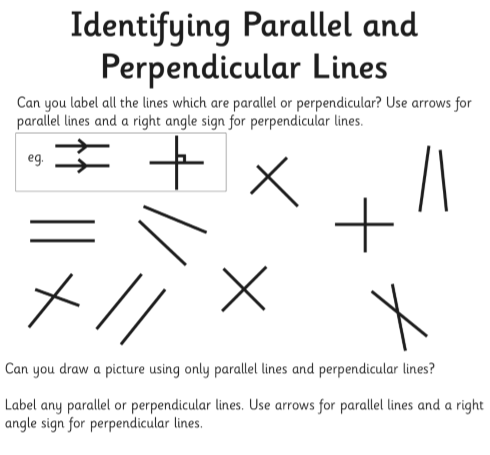 Identifying Parallel and
Perpendicular Lines
Can you label all the lines which are parallel or perpendicular? Use arrows for
parallel lines and a right angle sign for perpendicular lines.
eg.
Can you draw a picture using only parallel lines and perpendicular lines?
Label any parallel or perpendicular lines. Use arrows for parallel lines and a right
angle sign for perpendicular lines.